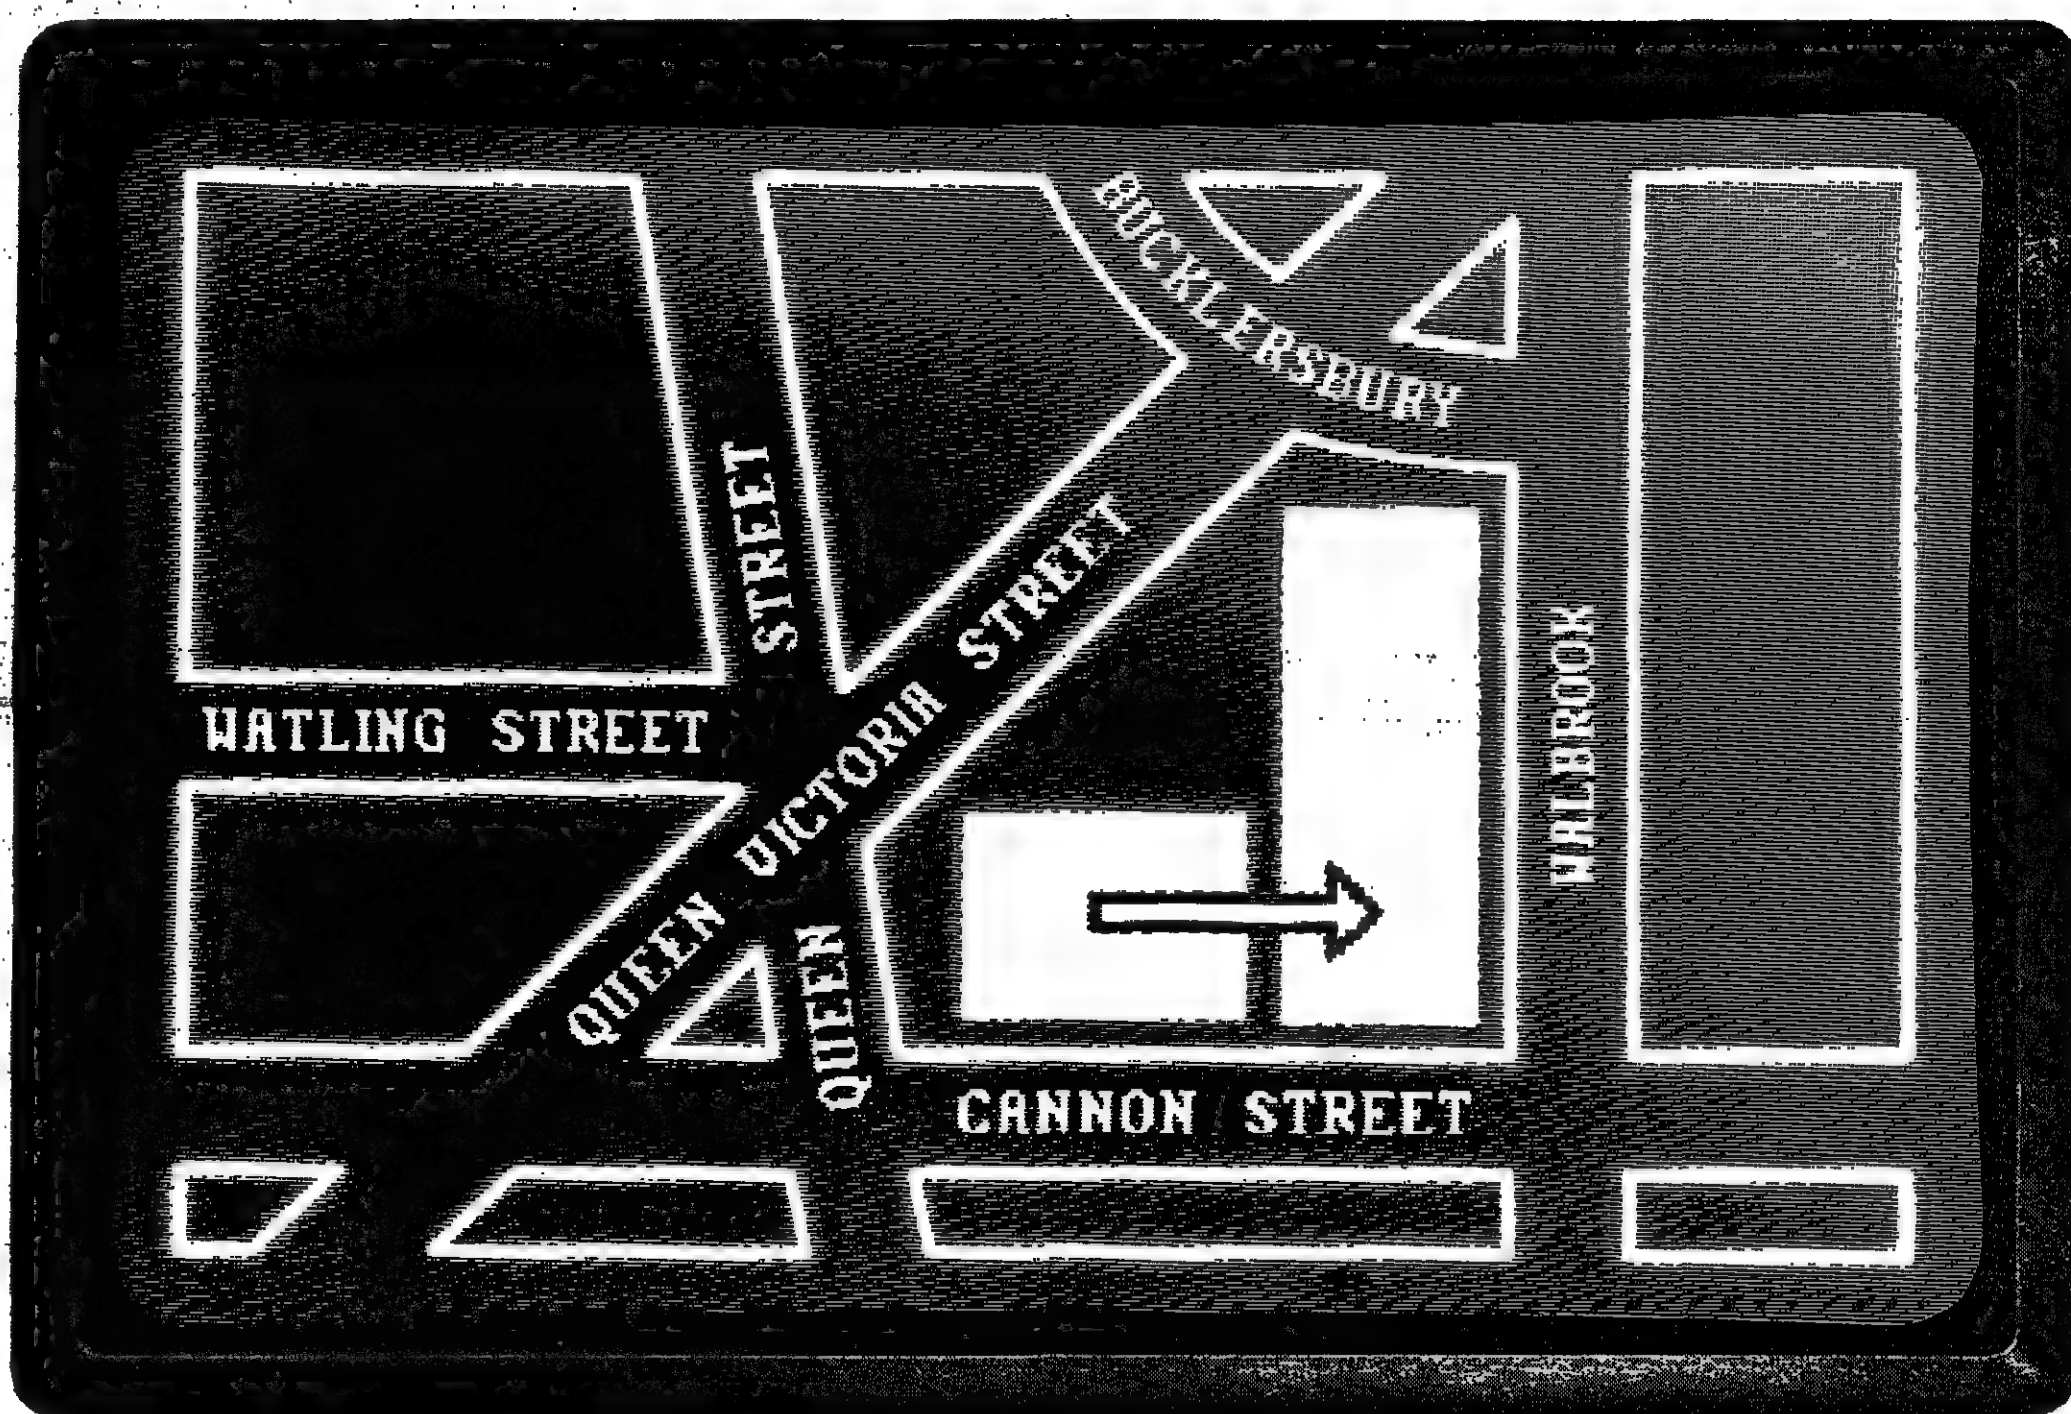 BUCKLERSBURY
STREET
QUEEN VICTORIA STREET
WATLING STREET
WALBROOK
QUEEN
CANNON STREET